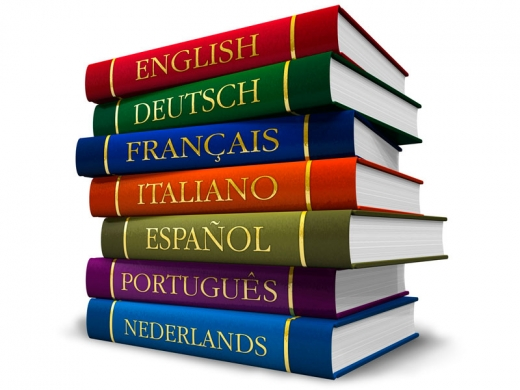 ENGLISH
DEUTSCH
FRANÇAIS
ITALIANO
ESPAÑOL
PORTUGUÊS
NEDERLANDS